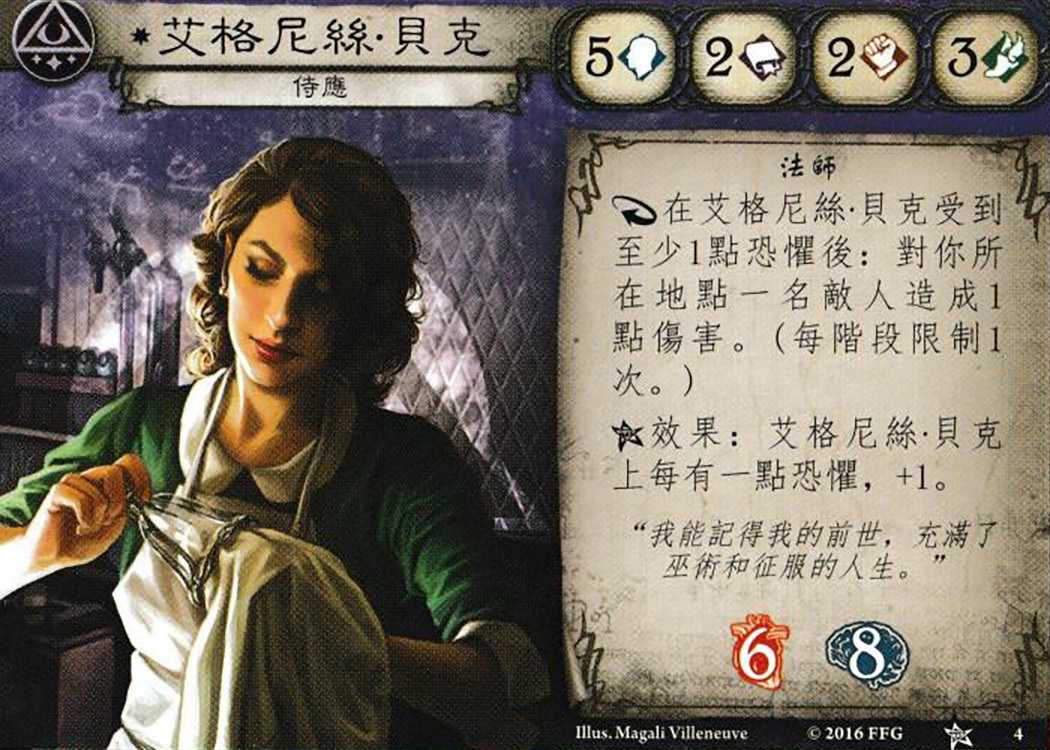 艾格尼絲·貝克
侍應
5 2 2 3
法師
在艾格尼絲·貝克受到
至少1點恐懼後：對你所
在地點一名敵人造成1
點傷害。（每階段限制1
次。）
效果：艾格尼絲·貝克
上每有一點恐懼，+1。
“我能記得我的前世，充滿了
巫術和征服的人生。”
6 8
Illus. Magali Villeneuve © 2016 FFG 4